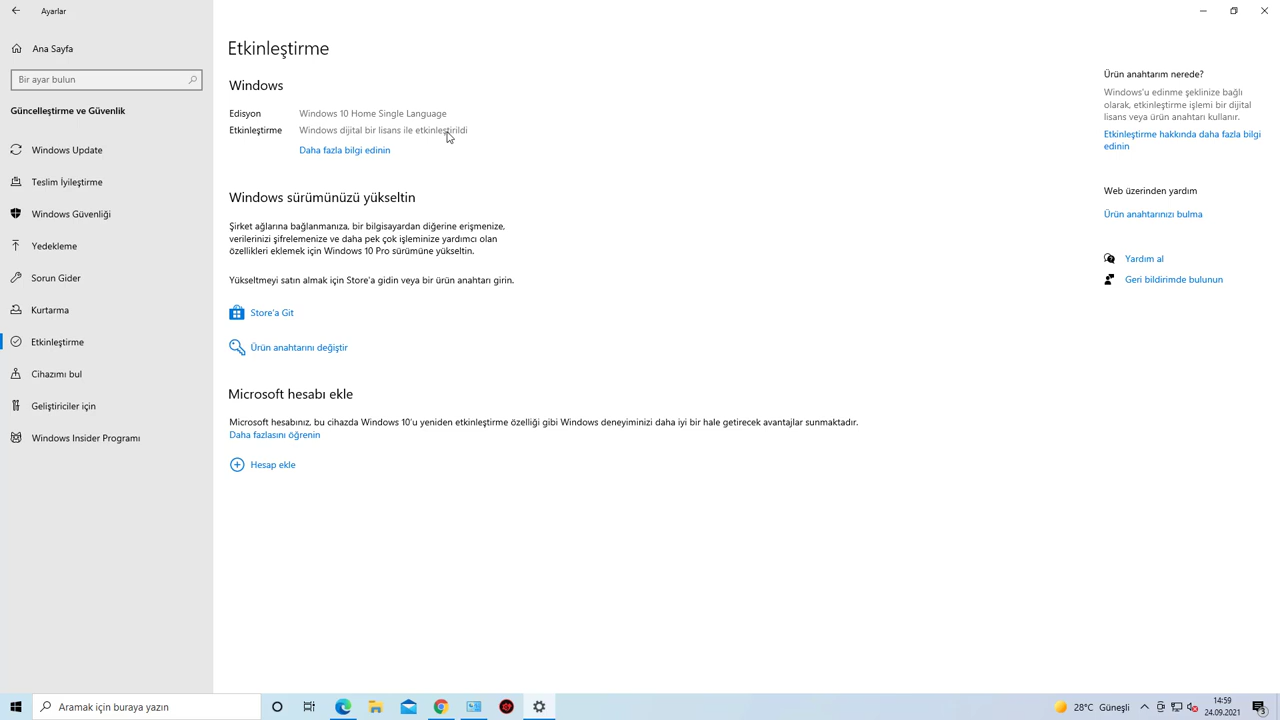 Ayarlar
Ana Sayfa
Bir ayar bulun
Güncelleştirme ve Güvenlik
Windows Update
Teslim İyileştirme
Windows Güvenliği
Yedekleme
Sorun Gider
Kurtarma
Etkinleştirme
Cihazımı bul
Geliştiriciler için
Windows Insider Programı
Etkinleştirme
Windows
Edisyon Windows 10 Home Single Language
Etkinleştirme Windows dijital bir lisans ile etkinleştirildi
Daha fazla bilgi edinin
Windows sürümünüzü yükseltin
Şirket ağlarına bağlanmanıza, bir bilgisayardan diğerine erişmenize,
verilerinizi şifrelemenize ve daha pek çok işleminize yardımcı olan
özellikleri eklemek için Windows 10 Pro sürümüne yükseltin.
Yükseltmeyi satın almak için Store'a gidin veya bir ürün anahtarı girin.
Store'a Git
Ürün anahtarını değiştir
Microsoft hesabı ekle
Microsoft hesabınız, bu cihazda Windows 10'u yeniden etkinleştirme özelliği gibi Windows deneyiminizi daha iyi bir hale getirecek avantajlar sunmaktadır.
Daha fazlasını öğrenin
Hesap ekle
Ürün anahtarım nerede?
Windows'u edinme şeklinize bağlı
olarak, etkinleştirme işlemi bir dijital
lisans veya ürün anahtarı kullanır.
Etkinleştirme hakkında daha fazla bilgi
edinin
Web üzerinden yardım
Ürün anahtarınızı bulma
Yardım al
Geri bildirimde bulunun
Aramak için buraya yazın
28°C Güneşli
14:59
24.09.2021
3